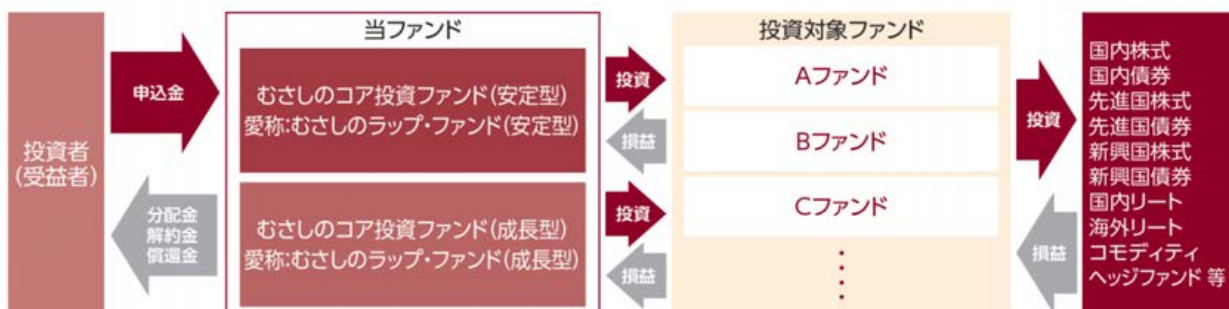 投資者
(受益者)
申込金
分配金
解約金
償還金
当ファンド
むさしのコア投資ファンド(安定型)
愛称:むさしのラップ・ファンド(安定型)
むさしのコア投資ファンド(成長型)
愛称:むさしのラップ・ファンド(成長型)
投資
損益
投資
損益
投資対象ファンド
Aファンド
Bファンド
Cファンド
投資
損益
国内株式
国内債券
先進国株式
先進国債券
新興国株式
新興国債券
国内リート
海外リート
コモディティ
ヘッジファンド 等